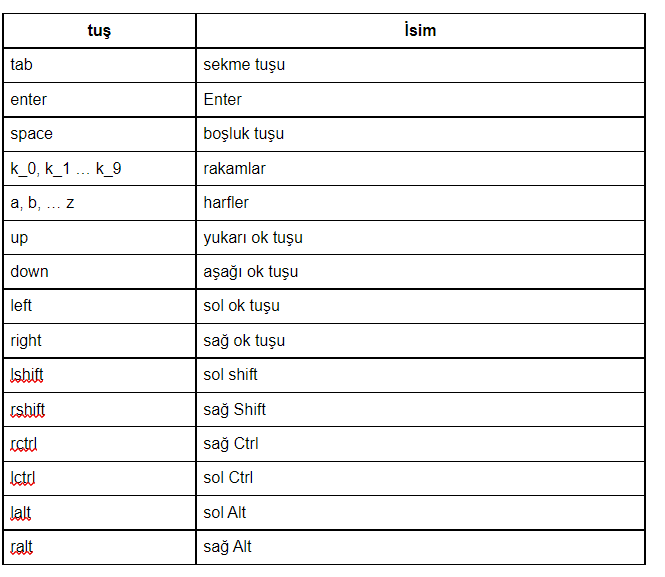 tuş İsim
tab sekme tuşu
enter Enter
space boşluk tuşu
k_0, k_1 … k_9 rakamlar
a, b, … z harfler
up yukarı ok tuşu
down aşağı ok tuşu
left sol ok tuşu
right sağ ok tuşu
lshift sol shift
rshift sağ Shift
rctrl sağ Ctrl
lctrl sol Ctrl
lalt sol Alt
ralt sağ Alt